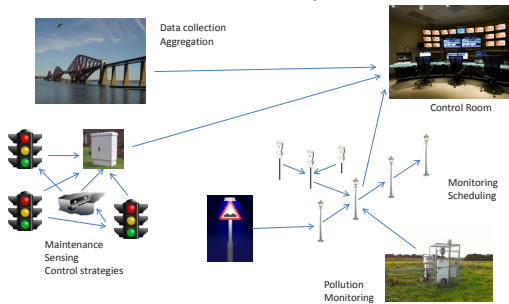 Data collection
Aggregation
Control Room
Monitoring
Scheduling
Maintenance
Sensing
Control strategies
Pollution
Monitoring